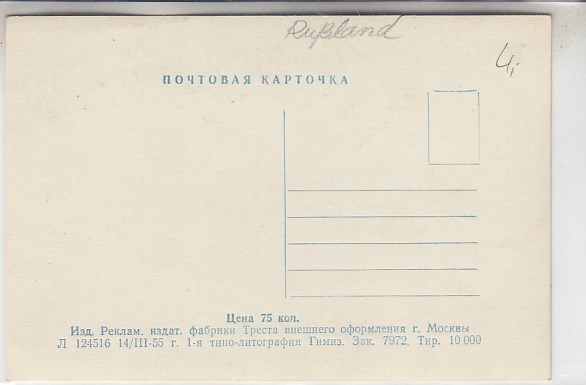 Rußland
4,-
ПОЧТОВАЯ КАРТОЧКА
Цена 75 коп.
Изд. Реклам. издат. фабрики Треста внешнего оформления г. Москвы
Л 124516 14/III-55 г. 1-я типо-литография Гимиз. Зак. 7972, Тир. 10 000